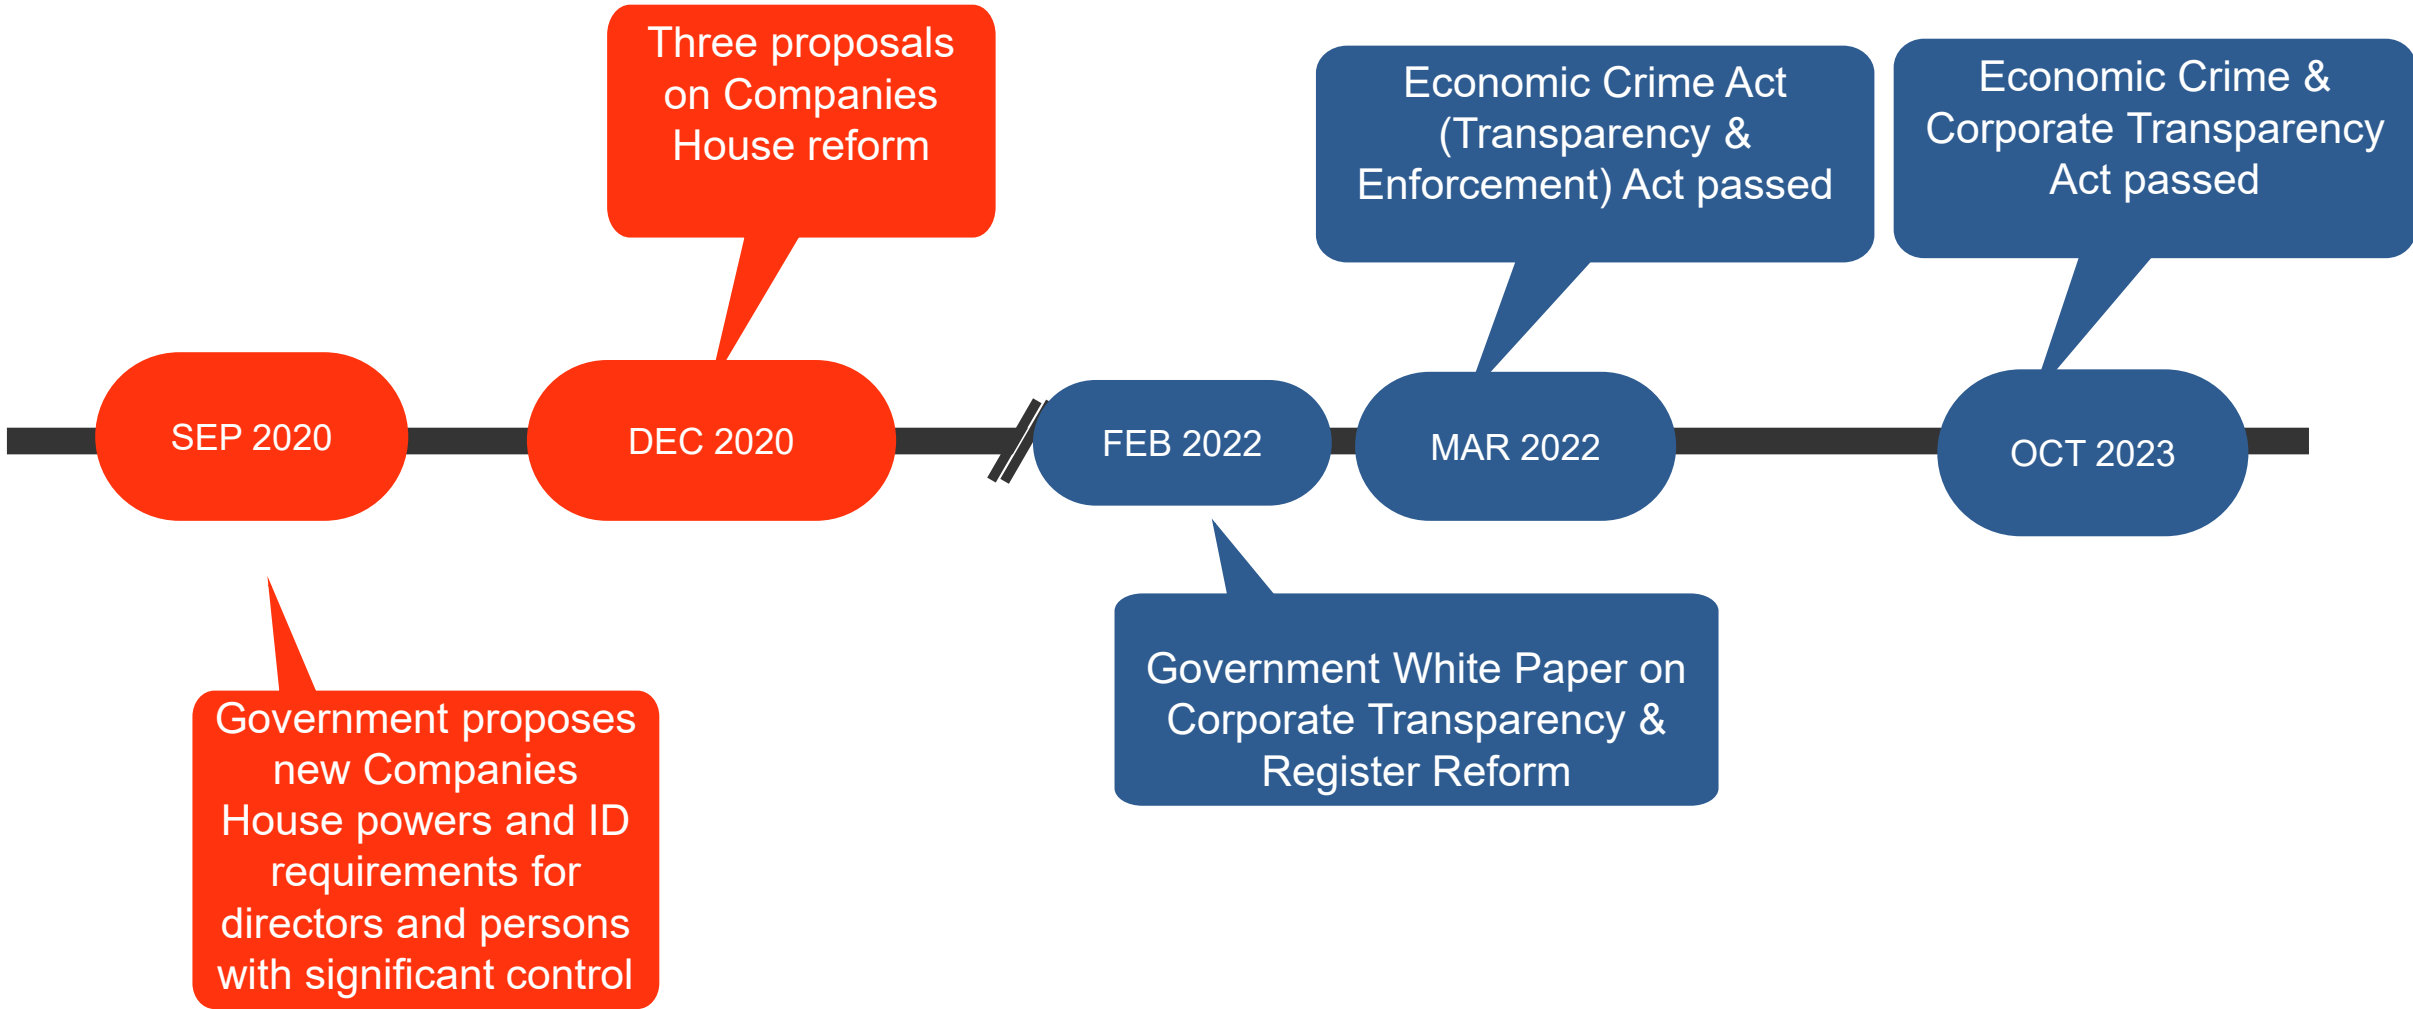 Three proposals
on Companies
House reform
Economic Crime Act
(Transparency &
Enforcement) Act passed
Economic Crime &
Corporate Transparency
Act passed
SEP 2020
DEC 2020
FEB 2022
MAR 2022
OCT 2023
Government proposes
new Companies
House powers and ID
requirements for
directors and persons
with significant control
Government White Paper on
Corporate Transparency &
Register Reform